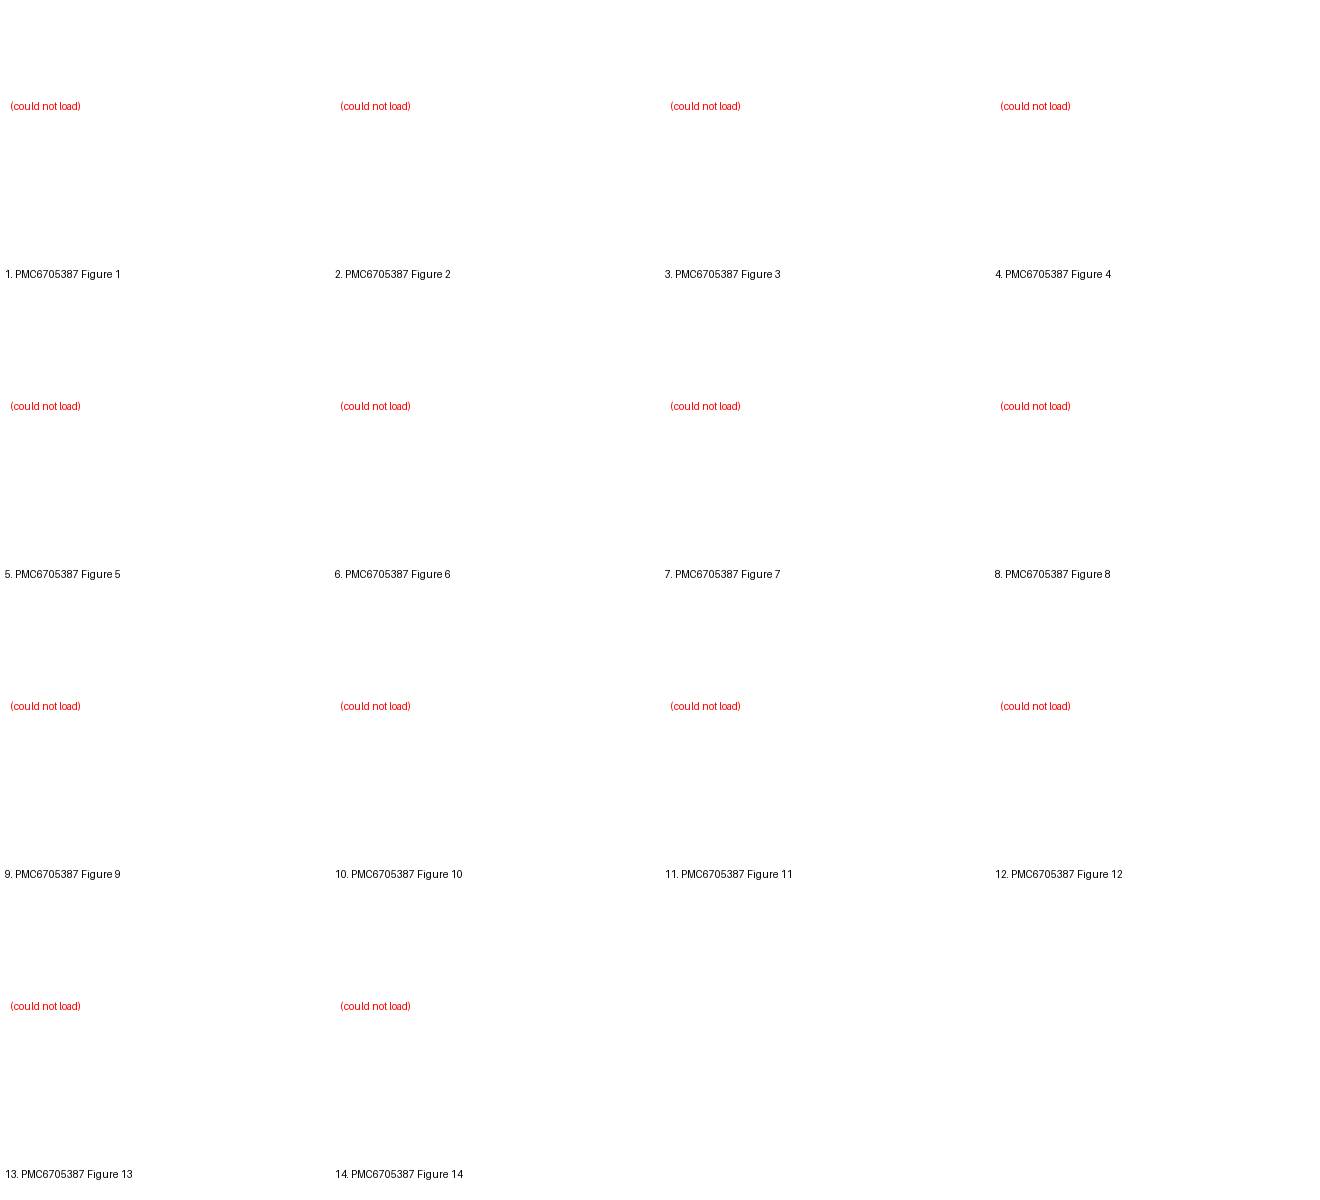 (could not load) (could not load) (could not load) (could not load)
1. PMC6705387 Figure 1 2. PMC6705387 Figure 2 3. PMC6705387 Figure 3 4. PMC6705387 Figure 4
(could not load) (could not load) (could not load) (could not load)
5. PMC6705387 Figure 5 6. PMC6705387 Figure 6 7. PMC6705387 Figure 7 8. PMC6705387 Figure 8
(could not load) (could not load) (could not load) (could not load)
9. PMC6705387 Figure 9 10. PMC6705387 Figure 10 11. PMC6705387 Figure 11 12. PMC6705387 Figure 12
(could not load) (could not load)
13. PMC6705387 Figure 13 14. PMC6705387 Figure 14